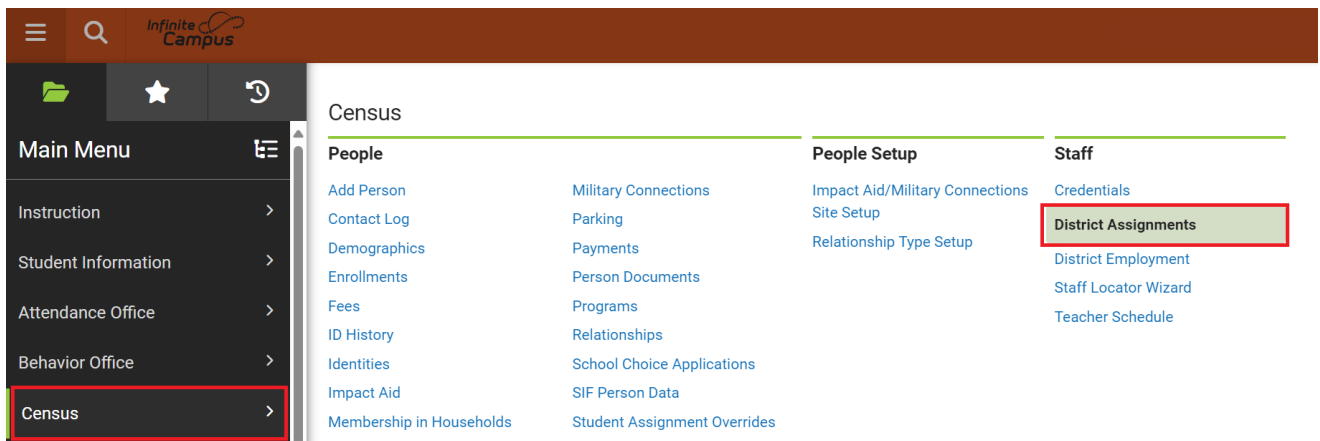 Infinite
Campus
Main Menu
Instruction
Student Information
Attendance Office
Behavior Office
Census
Census
People
Add Person
Contact Log
Demographics
Enrollments
Fees
ID History
Identities
Impact Aid
Membership in Households
Military Connections
Parking
Payments
Person Documents
Programs
Relationships
School Choice Applications
SIF Person Data
Student Assignment Overrides
People Setup
Impact Aid/Military Connections
Site Setup
Relationship Type Setup
Staff
Credentials
District Assignments
District Employment
Staff Locator Wizard
Teacher Schedule